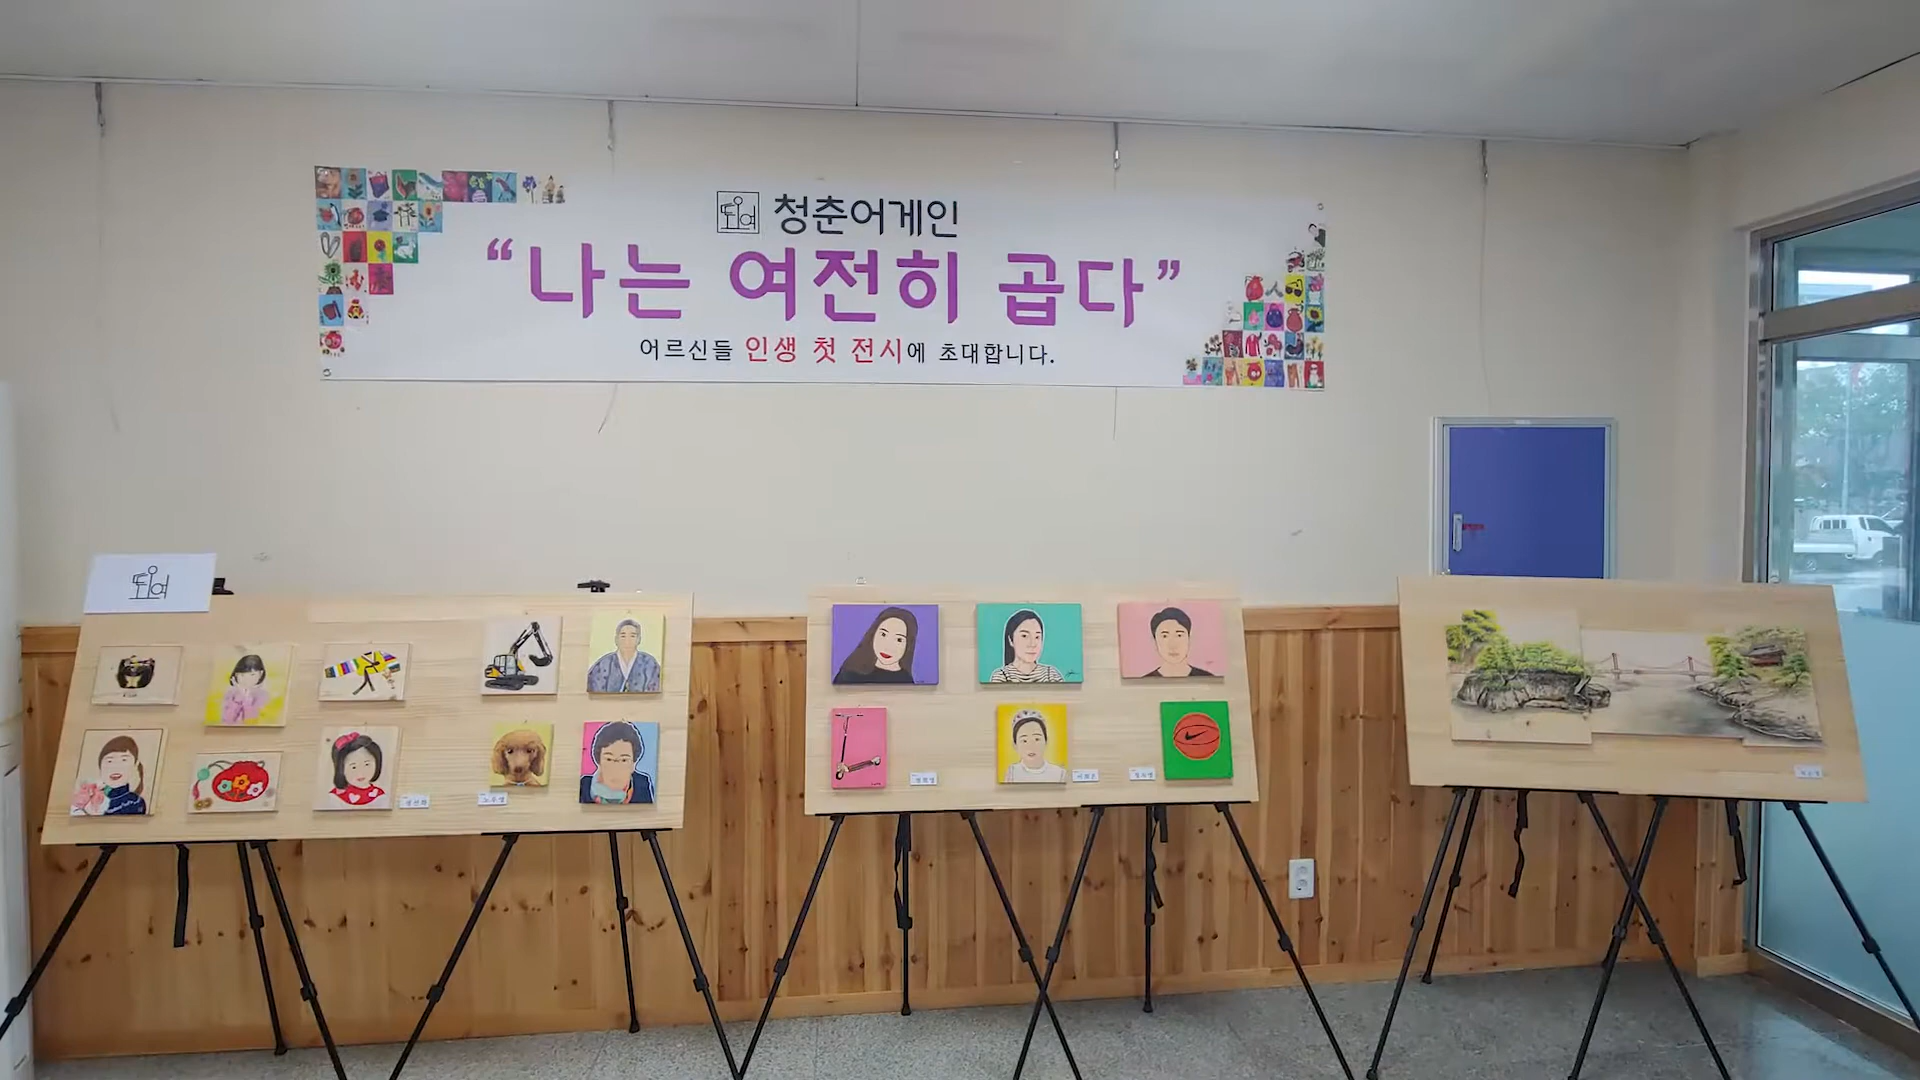 청춘어게인
“나는 여전히 곱다”
어르신들 인생 첫 전시에 초대합니다.